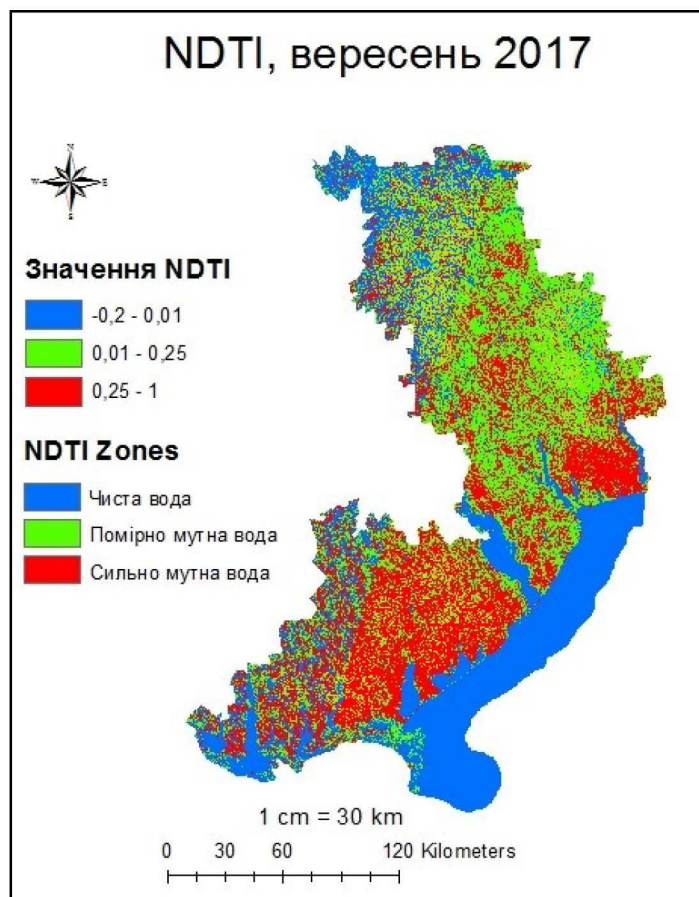 NDTI, вересень 2017
N
W E
S
Значення NDTI
-0,2 - 0,01
0,01 - 0,25
0,25 - 1
NDTI Zones
Чиста вода
Помірно мутна вода
Сильно мутна вода
1 cm = 30 km
0 30 60 120 Kilometers